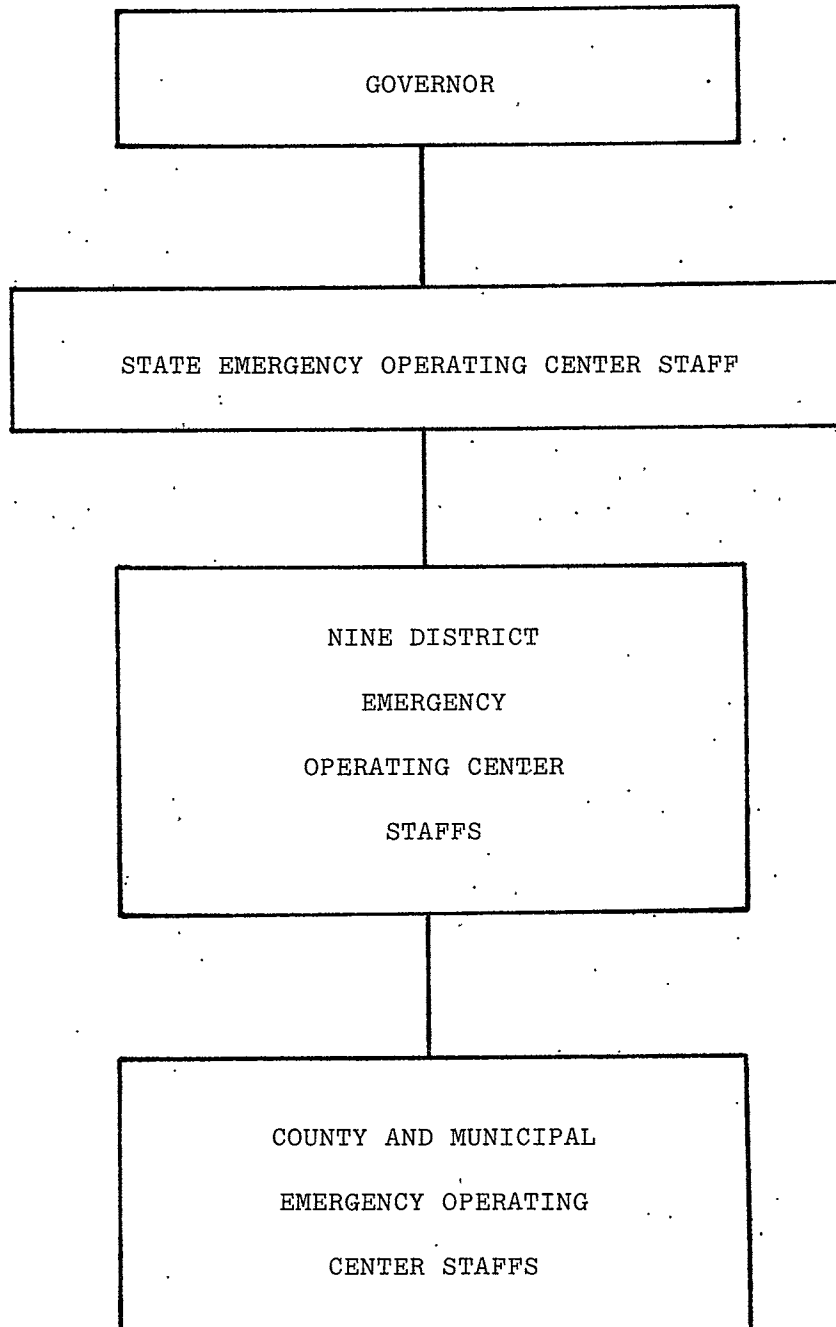 GOVERNOR
STATE EMERGENCY OPERATING CENTER STAFF
NINE DISTRICT
EMERGENCY
OPERATING CENTER
STAFFS
COUNTY AND MUNICIPAL
EMERGENCY OPERATING
CENTER STAFFS